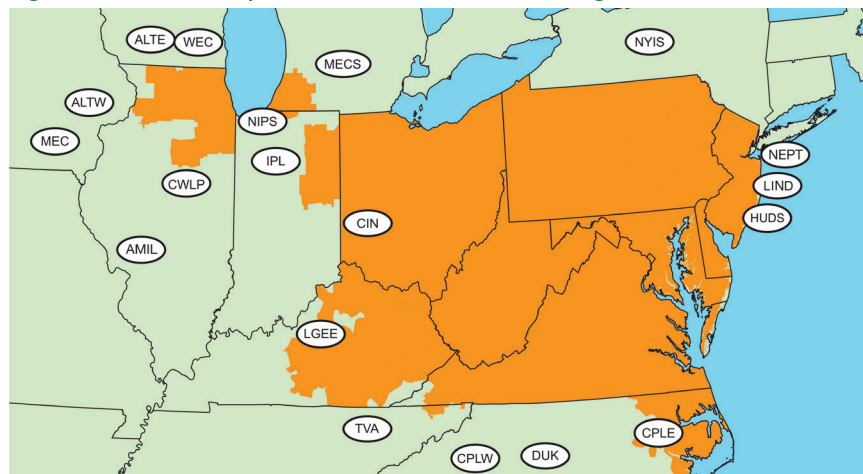 ALTE
WEC
NYIS
MECS
ALTW
NIPS
MEC
IPL
NEPT
CWLP
LIND
CIN
HUDS
AMIL
LGEE
TVA
CPLE
CPLW
DUK